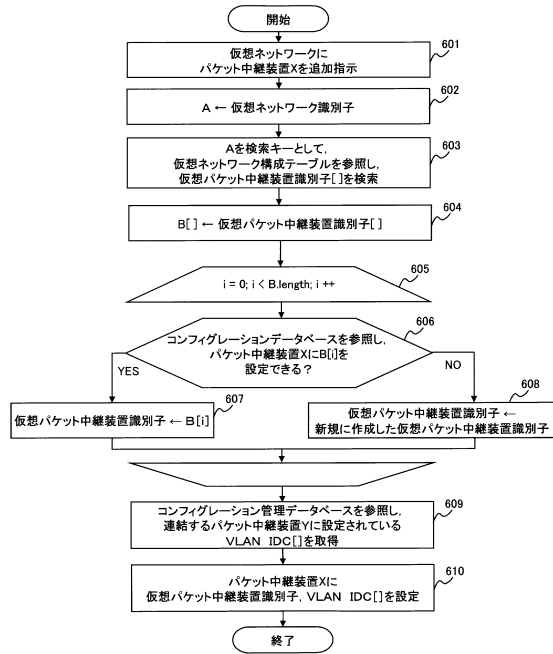 開始
仮想ネットワークに
パケット中継装置Xを追加指示
601
A ← 仮想ネットワーク識別子
602
Aを検索キーとして,
仮想ネットワーク構成テーブルを参照し,
仮想パケット中継装置識別子[ ]を検索
603
B[ ] ← 仮想パケット中継装置識別子[ ]
604
i = 0; i < B.length; i ++
605
コンフィグレーションデータベースを参照し,
パケット中継装置XにB[i]を
設定できる?
606
YES
NO
仮想パケット中継装置識別子 ← B[i]
607
仮想パケット中継装置識別子 ←
新規に作成した仮想パケット中継装置識別子
608
コンフィグレーション管理データベースを参照し,
連結するパケット中継装置Yに設定されている
VLAN IDC[]を取得
609
パケット中継装置Xに
仮想パケット中継装置識別子, VLAN IDC[]を設定
610
終了